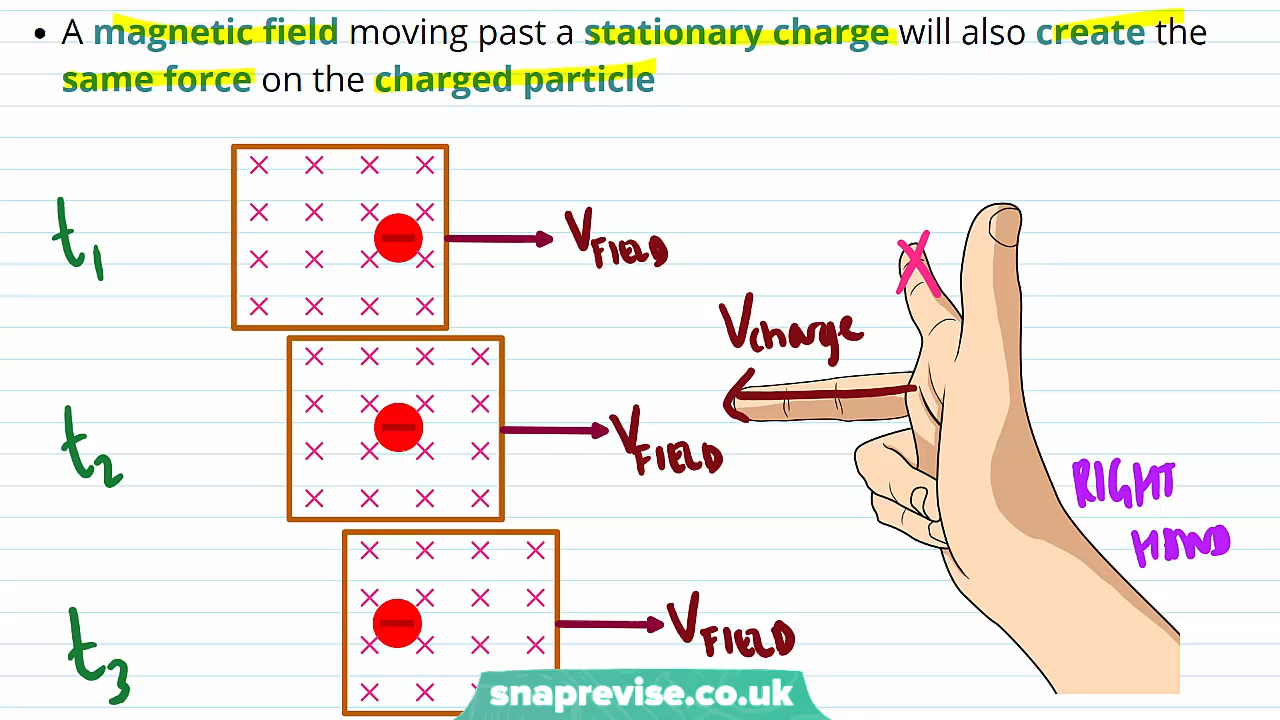 • A magnetic field moving past a stationary charge will also create the
same force on the charged particle
t1
VFIELD
Vcharge
t2
VFIELD
RIGHT
HAND
t3
VFIELD
snaprevise.co.uk